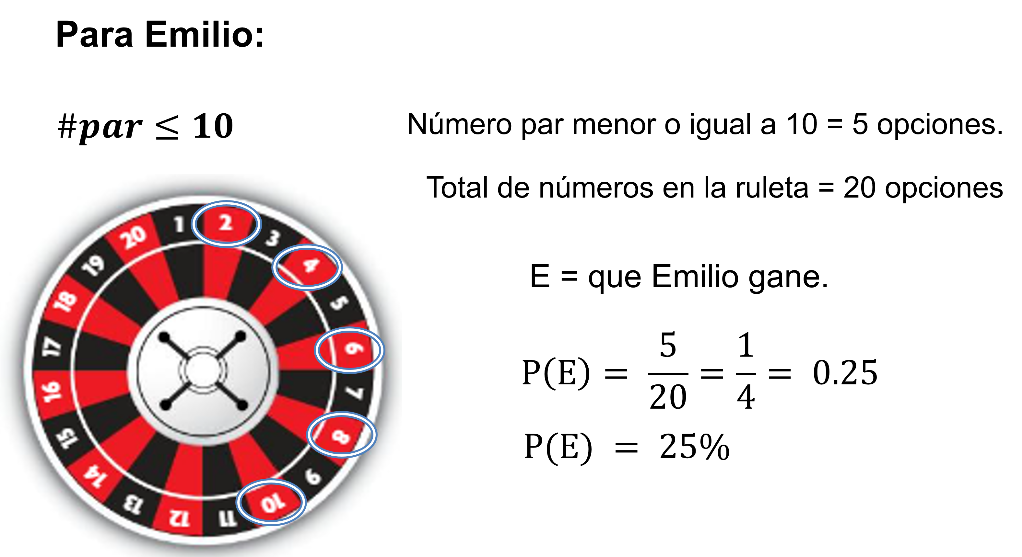 Para Emilio:
#par ≤ 10
Número par menor o igual a 10 = 5 opciones.
Total de números en la ruleta = 20 opciones
E = que Emilio gane.
P(E) = 5/20 = 1/4 = 0.25
P(E) = 25%
1
2
3
4
5
6
7
8
9
10
11
12
13
14
15
16
17
18
19
20